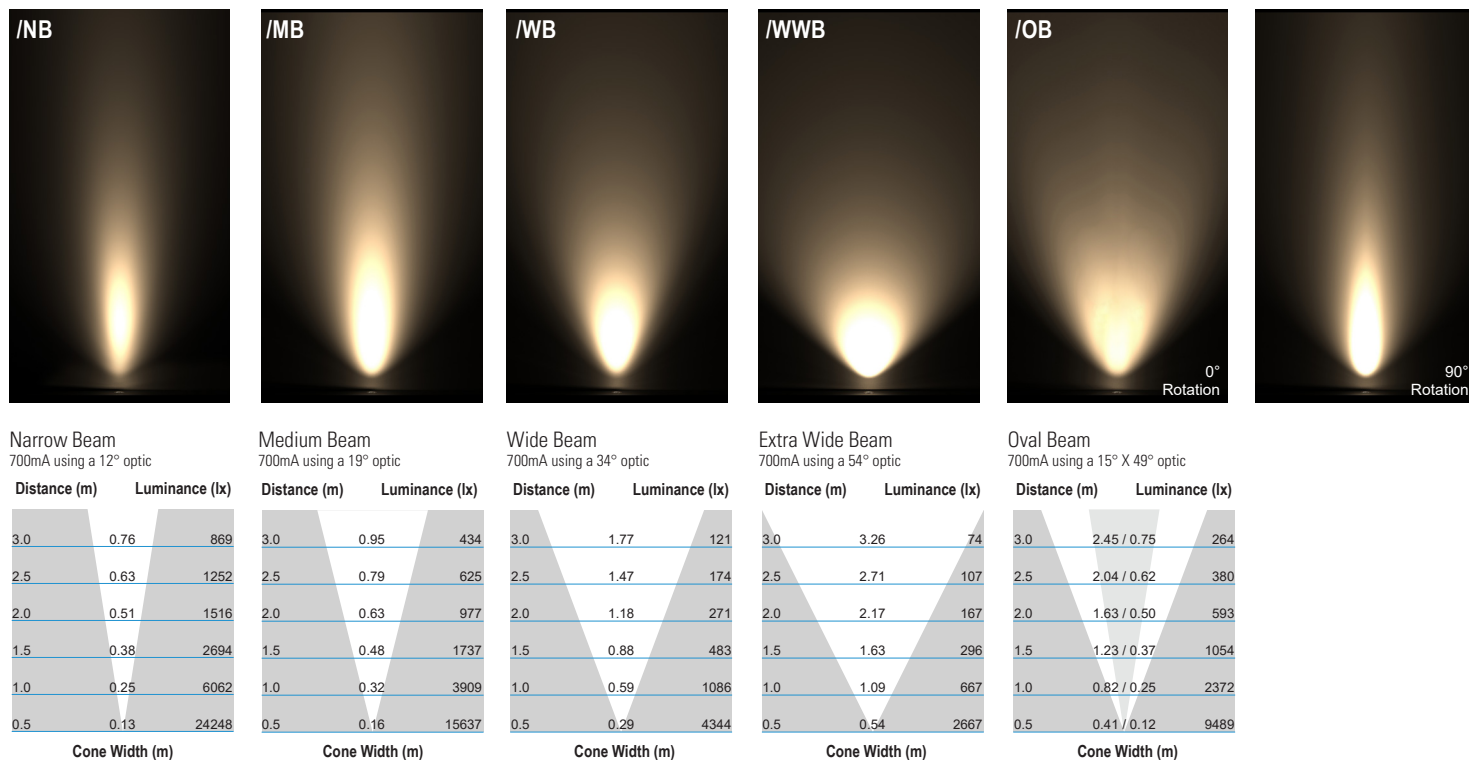 /NB
/MB
/WB
/WWB
/OB
0°
Rotation
90°
Rotation
Narrow Beam
700mA using a 12° optic
Distance (m) Luminance (lx)
3.0 0.76 869
2.5 0.63 1252
2.0 0.51 1516
1.5 0.38 2694
1.0 0.25 6062
0.5 0.13 24248
Cone Width (m)
Medium Beam
700mA using a 19° optic
Distance (m) Luminance (lx)
3.0 0.95 434
2.5 0.79 625
2.0 0.63 977
1.5 0.48 1737
1.0 0.32 3909
0.5 0.16 15637
Cone Width (m)
Wide Beam
700mA using a 34° optic
Distance (m) Luminance (lx)
3.0 1.77 121
2.5 1.47 174
2.0 1.18 271
1.5 0.88 483
1.0 0.59 1086
0.5 0.29 4344
Cone Width (m)
Extra Wide Beam
700mA using a 54° optic
Distance (m) Luminance (lx)
3.0 3.26 74
2.5 2.71 107
2.0 2.17 167
1.5 1.63 296
1.0 1.09 667
0.5 0.54 2667
Cone Width (m)
Oval Beam
700mA using a 15° X 49° optic
Distance (m) Luminance (lx)
3.0 2.45 / 0.75 264
2.5 2.04 / 0.62 380
2.0 1.63 / 0.50 593
1.5 1.23 / 0.37 1054
1.0 0.82 / 0.25 2372
0.5 0.41 / 0.12 9489
Cone Width (m)